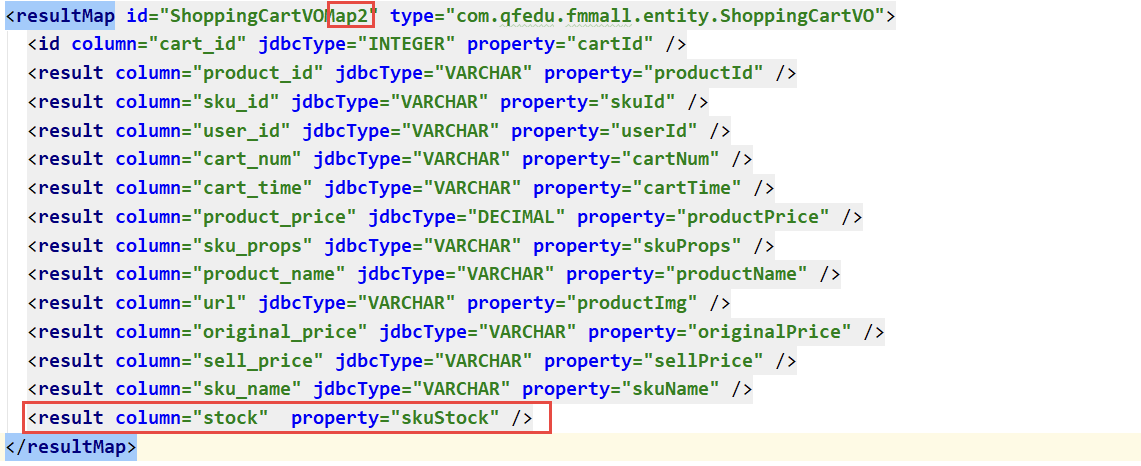 <resultMap id="ShoppingCartVOMap2" type="com.qfedu.fmmall.entity.ShoppingCartVO">
<id column="cart_id" jdbcType="INTEGER" property="cartId" />
<result column="product_id" jdbcType="VARCHAR" property="productId" />
<result column="sku_id" jdbcType="VARCHAR" property="skuId" />
<result column="user_id" jdbcType="VARCHAR" property="userId" />
<result column="cart_num" jdbcType="VARCHAR" property="cartNum" />
<result column="cart_time" jdbcType="VARCHAR" property="cartTime" />
<result column="product_price" jdbcType="DECIMAL" property="productPrice" />
<result column="sku_props" jdbcType="VARCHAR" property="skuProps" />
<result column="product_name" jdbcType="VARCHAR" property="productName" />
<result column="url" jdbcType="VARCHAR" property="productImg" />
<result column="original_price" jdbcType="VARCHAR" property="originalPrice" />
<result column="sell_price" jdbcType="VARCHAR" property="sellPrice" />
<result column="sku_name" jdbcType="VARCHAR" property="skuName" />
<result column="stock"  property="skuStock" />
</resultMap>